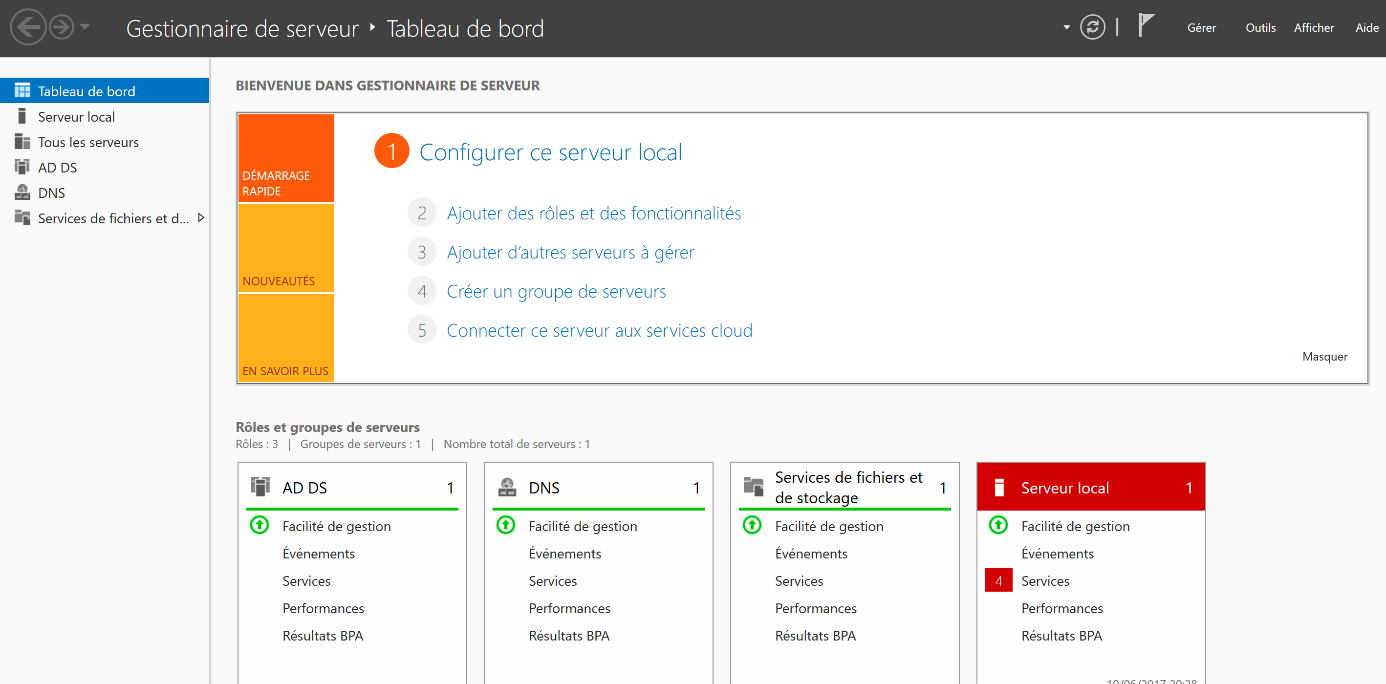 Gestionnaire de serveur ‣ Tableau de bord
Gérer Outils Afficher Aide
Tableau de bord
Serveur local
Tous les serveurs
AD DS
DNS
Services de fichiers et d...
BIENVENUE DANS GESTIONNAIRE DE SERVEUR
DÉMARRAGE
RAPIDE
NOUVEAUTÉS
EN SAVOIR PLUS
1 Configurer ce serveur local
2 Ajouter des rôles et des fonctionnalités
3 Ajouter d’autres serveurs à gérer
4 Créer un groupe de serveurs
5 Connecter ce serveur aux services cloud
Masquer
Rôles et groupes de serveurs
Rôles : 3 | Groupes de serveurs : 1 | Nombre total de serveurs : 1
AD DS 1
Facilité de gestion
Événements
Services
Performances
Résultats BPA
DNS 1
Facilité de gestion
Événements
Services
Performances
Résultats BPA
Services de fichiers et
de stockage 1
Facilité de gestion
Événements
Services
Performances
Résultats BPA
Serveur local 1
Facilité de gestion
Événements
4 Services
Performances
Résultats BPA
19/06/2017 20:28